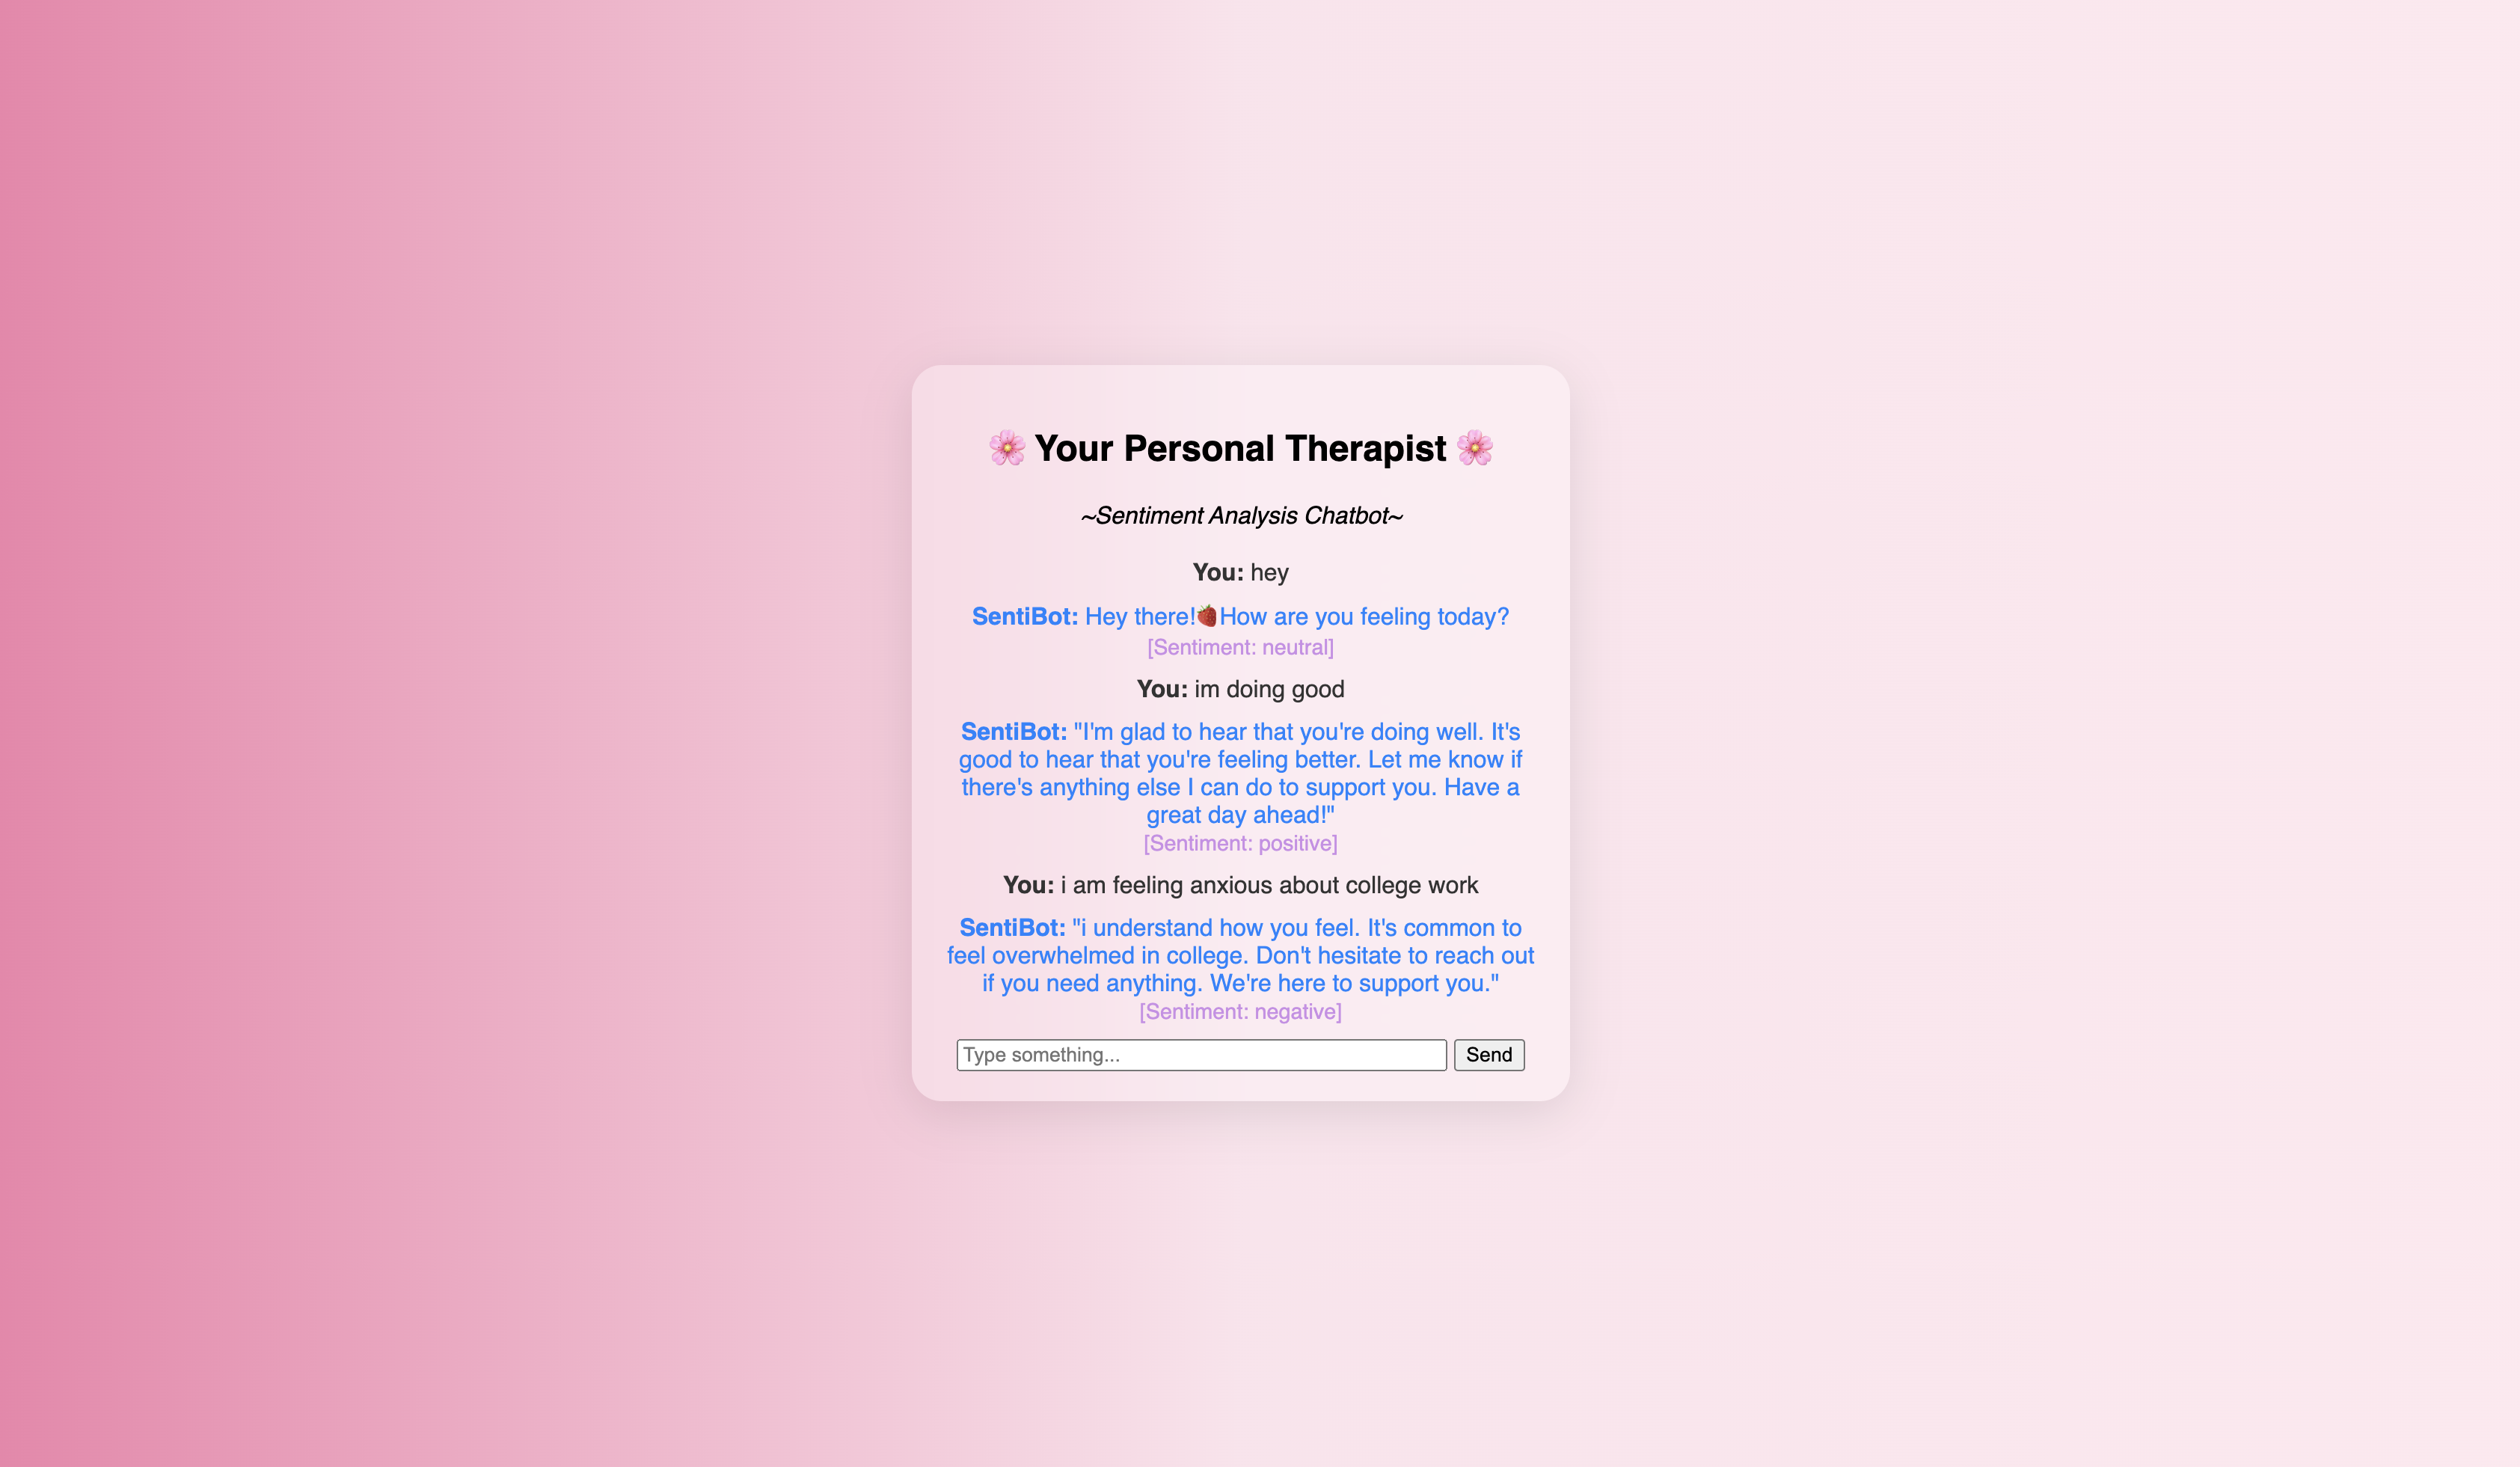 🌸 Your Personal Therapist 🌸
~Sentiment Analysis Chatbot~
You: hey
SentiBot: Hey there!🍓How are you feeling today?
[Sentiment: neutral]
You: im doing good
SentiBot: "I'm glad to hear that you're doing well. It's
good to hear that you're feeling better. Let me know if
there's anything else I can do to support you. Have a
great day ahead!"
[Sentiment: positive]
You: i am feeling anxious about college work
SentiBot: "i understand how you feel. It's common to
feel overwhelmed in college. Don't hesitate to reach out
if you need anything. We're here to support you."
[Sentiment: negative]
Type something... Send